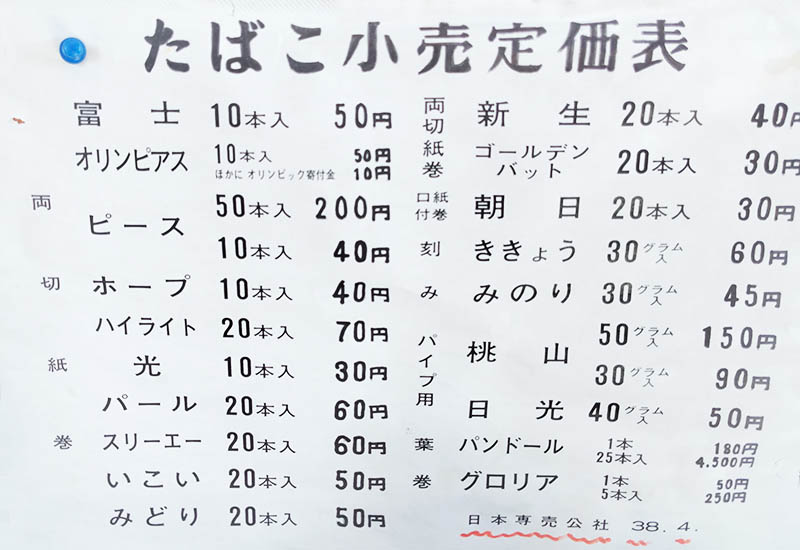 たばこ小売定価表
両切紙巻
富士 10本入 50円
オリンピアス 10本入 50円
ほかに オリンピック寄付金 10円
ピース 50本入 200円
10本入 40円
ホープ 10本入 40円
ハイライト 20本入 70円
光 10本入 30円
パール 20本入 60円
スリーエー 20本入 60円
いこい 20本入 50円
みどり 20本入 50円
両切紙巻
新生 20本入 40円
ゴールデンバット 20本入 30円
口付紙巻
朝日 20本入 30円
刻み
ききょう 30グラム入 60円
みのり 30グラム入 45円
パイプ用
桃山 50グラム入 150円
30グラム入 90円
日光 40グラム入 50円
葉巻
パンドール 1本 180円
25本入 4.500円
グロリア 1本 50円
5本入 250円
日本専売公社 38.4.